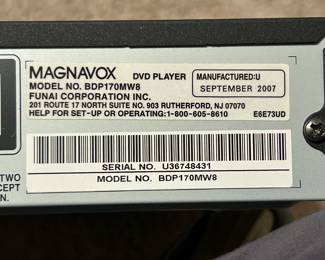 MAGNAVOX DVD PLAYER MANUFACTURED:U
MODEL NO. BDP170MW8 SEPTEMBER 2007
FUNAI CORPORATION INC.
201 ROUTE 17 NORTH SUITE NO. 903 RUTHERFORD, NJ 07070
HELP FOR SET-UP OR OPERATING:1-800-605-8610 E6E73UD
SERIAL NO. U36748431
MODEL NO. BDP170MW8
TWO
CEPT
N.